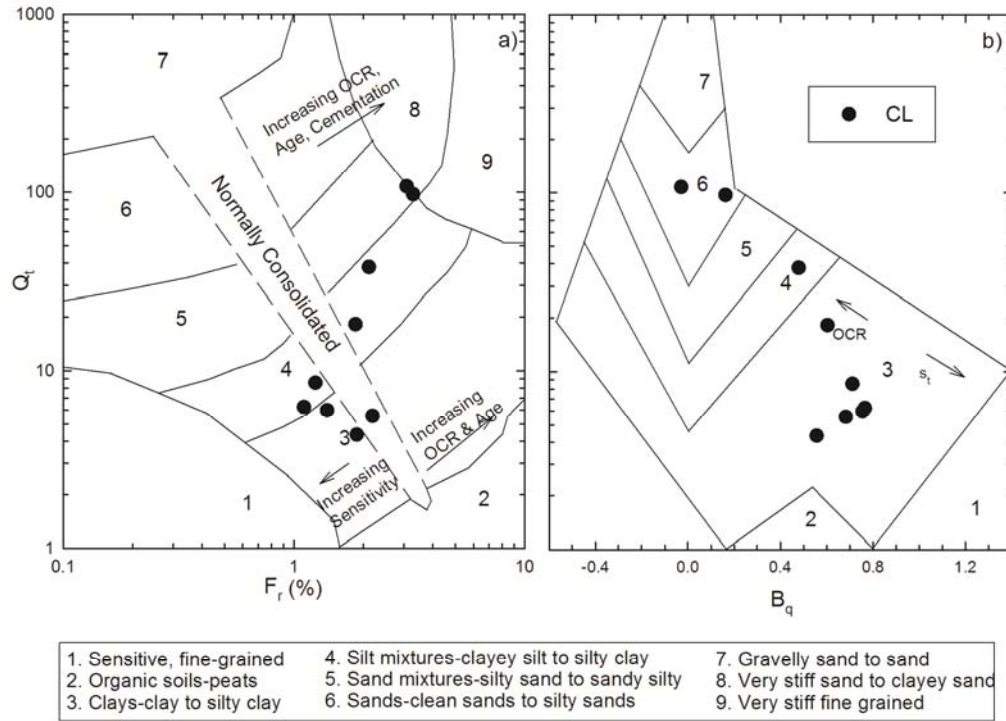 1000
100
10
1
Q_t
0.1
1
10
F_r (%)
a)
7
Increasing OCR,
Age, Cementation
8
9
6
Normally Consolidated
5
4
3
Increasing
OCR & Age
Increasing
Sensitivity
1
2
b)
7
CL
6
5
4
OCR
3
s_t
2
1
-0.4
0.0
0.4
0.8
1.2
B_q
1. Sensitive, fine-grained
2. Organic soils-peats
3. Clays-clay to silty clay
4. Silt mixtures-clayey silt to silty clay
5. Sand mixtures-silty sand to sandy silty
6. Sands-clean sands to silty sands
7. Gravelly sand to sand
8. Very stiff sand to clayey sand
9. Very stiff fine grained